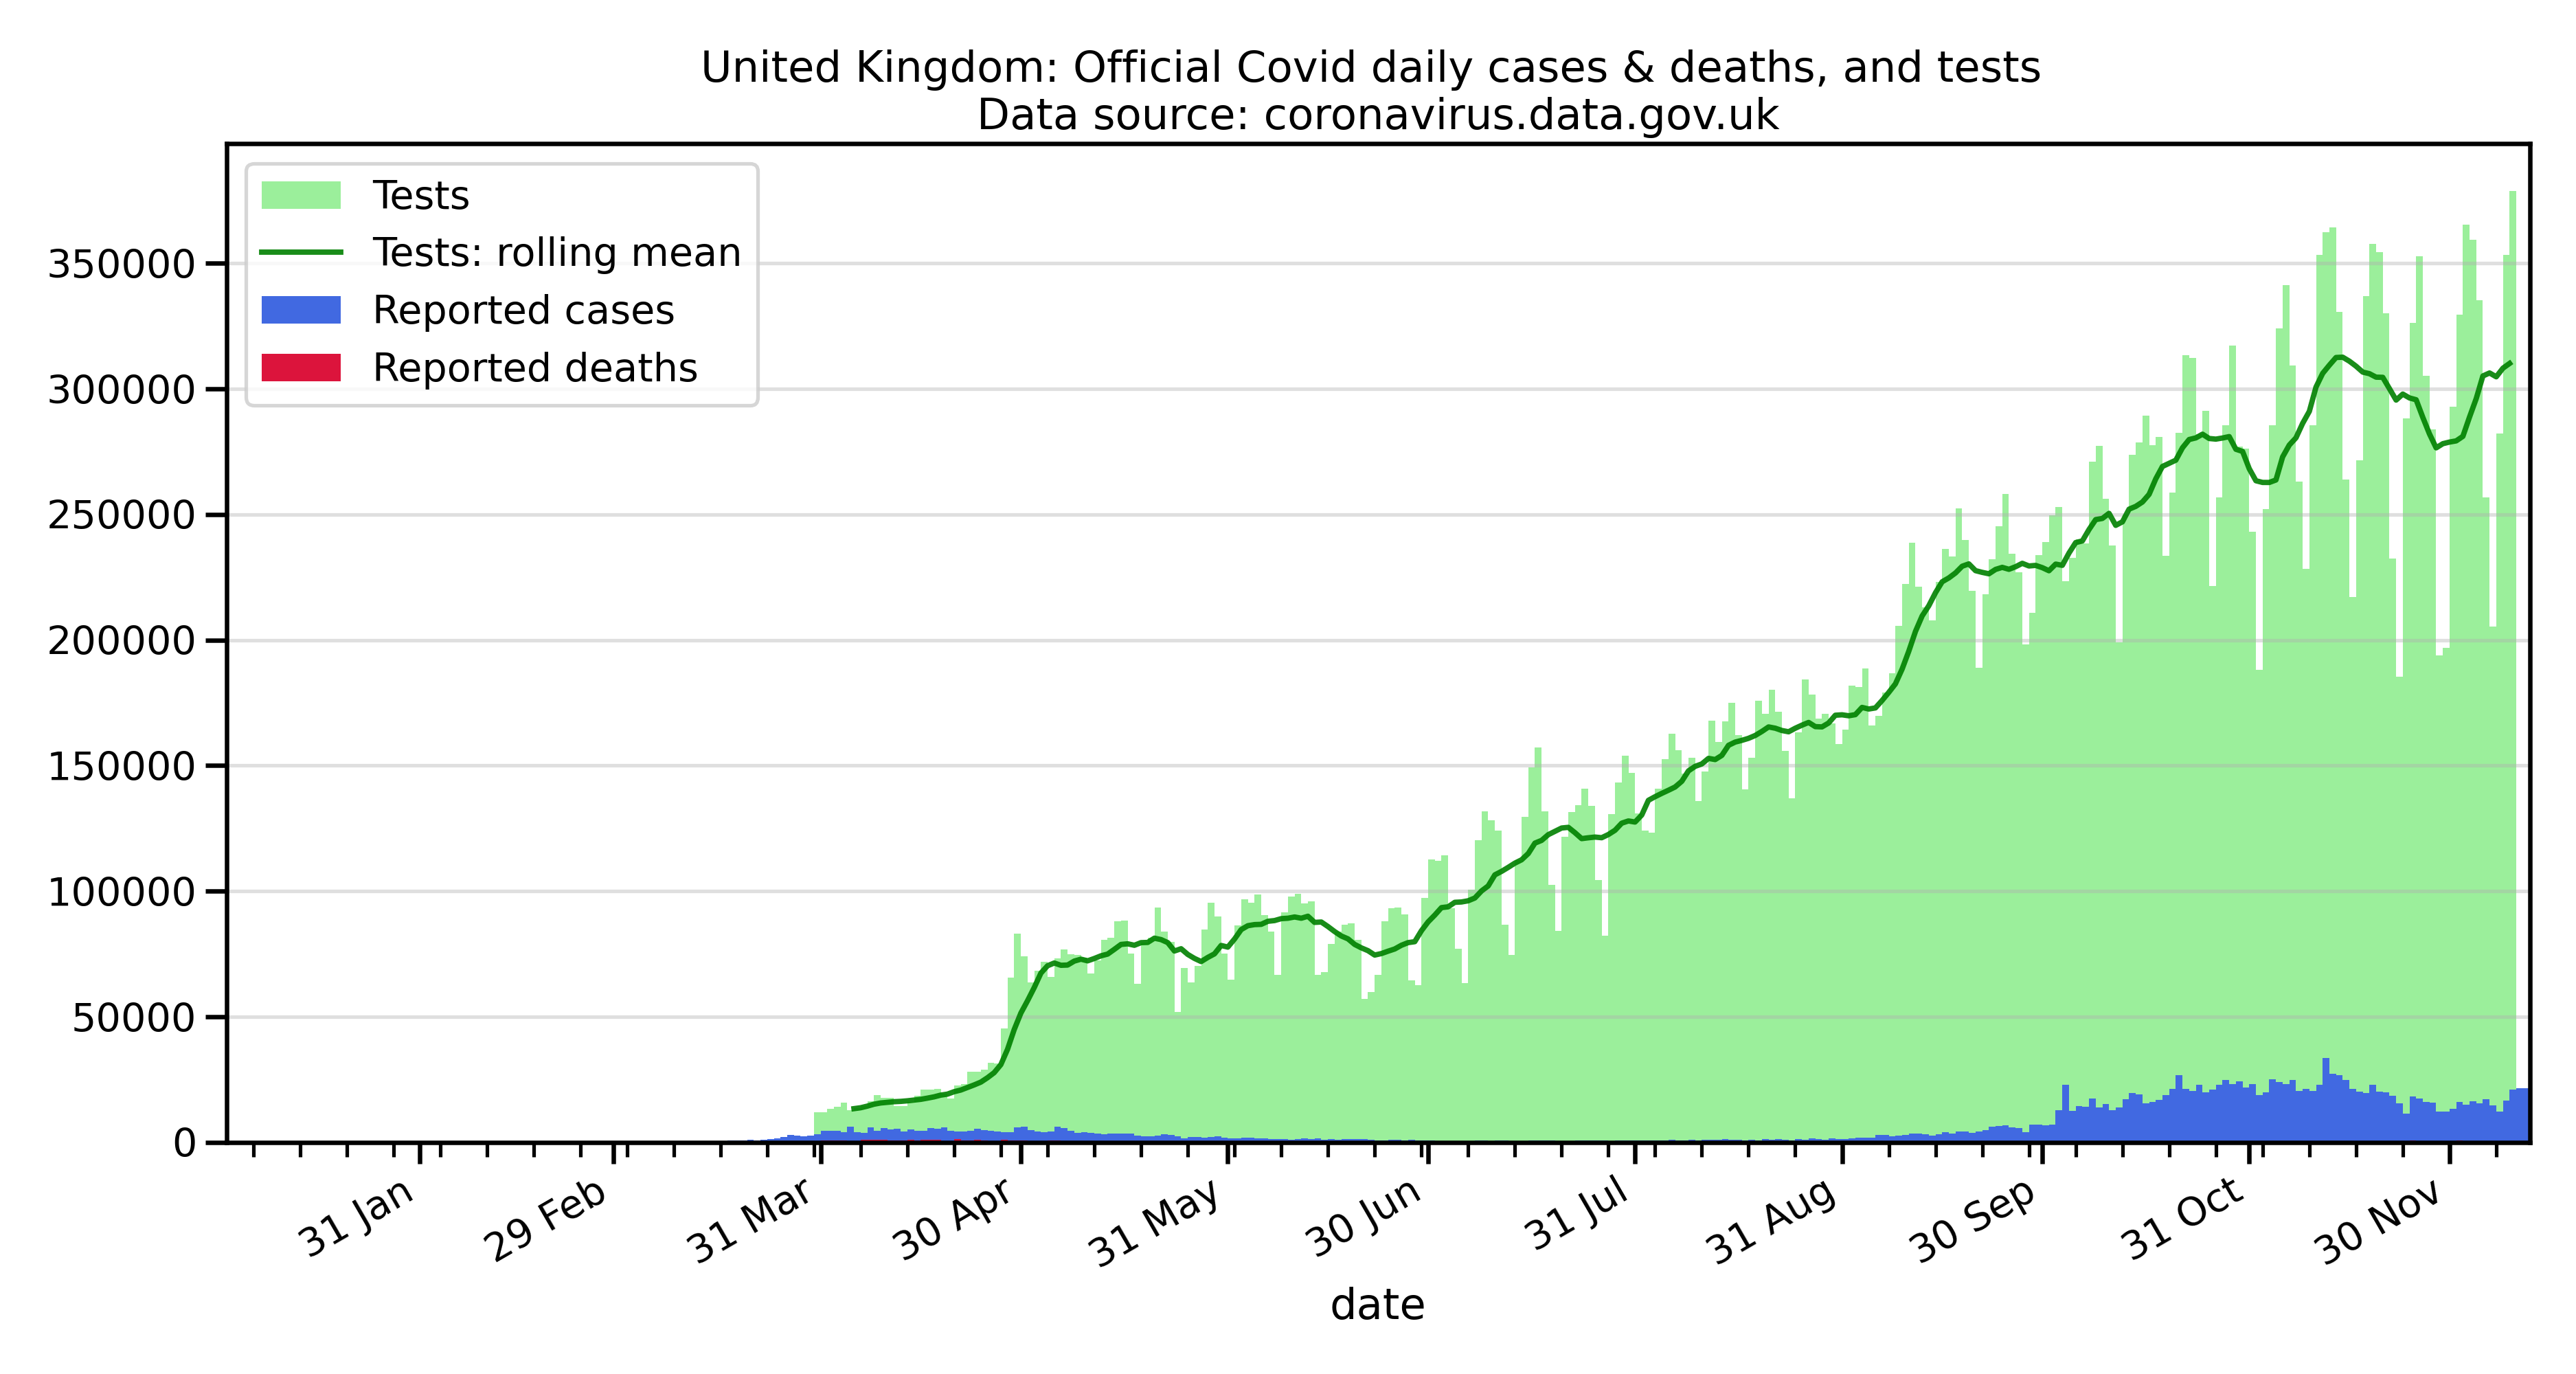 United Kingdom: Official Covid daily cases & deaths, and tests
Data source: coronavirus.data.gov.uk
Tests
Tests: rolling mean
Reported cases
Reported deaths
350000
300000
250000
200000
150000
100000
50000
0
31 Jan
29 Feb
31 Mar
30 Apr
31 May
30 Jun
31 Jul
31 Aug
30 Sep
31 Oct
30 Nov
date